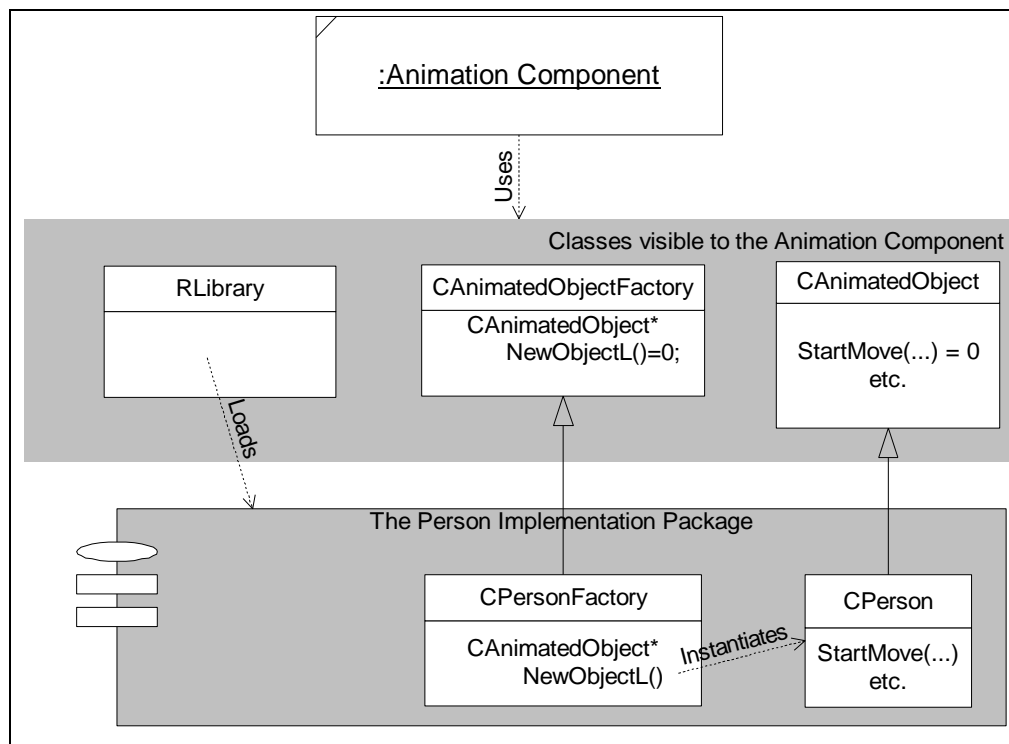 :Animation Component
Uses
Classes visible to the Animation Component
RLibrary
CAnimatedObjectFactory
CAnimatedObject*
NewObjectL()=0;
CAnimatedObject
StartMove(...) = 0
etc.
Loads
The Person Implementation Package
CPersonFactory
CAnimatedObject*
NewObjectL()
Instantiates
CPerson
StartMove(...)
etc.